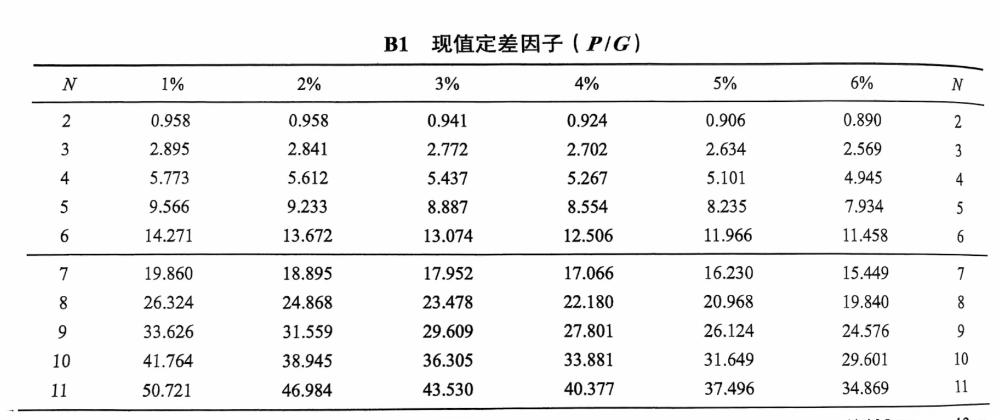 B1 现值定差因子（P/G）
N 1% 2% 3% 4% 5% 6% N
2 0.958 0.958 0.941 0.924 0.906 0.890 2
3 2.895 2.841 2.772 2.702 2.634 2.569 3
4 5.773 5.612 5.437 5.267 5.101 4.945 4
5 9.566 9.233 8.887 8.554 8.235 7.934 5
6 14.271 13.672 13.074 12.506 11.966 11.458 6
7 19.860 18.895 17.952 17.066 16.230 15.449 7
8 26.324 24.868 23.478 22.180 20.968 19.840 8
9 33.626 31.559 29.609 27.801 26.124 24.576 9
10 41.764 38.945 36.305 33.881 31.649 29.601 10
11 50.721 46.984 43.530 40.377 37.496 34.869 11